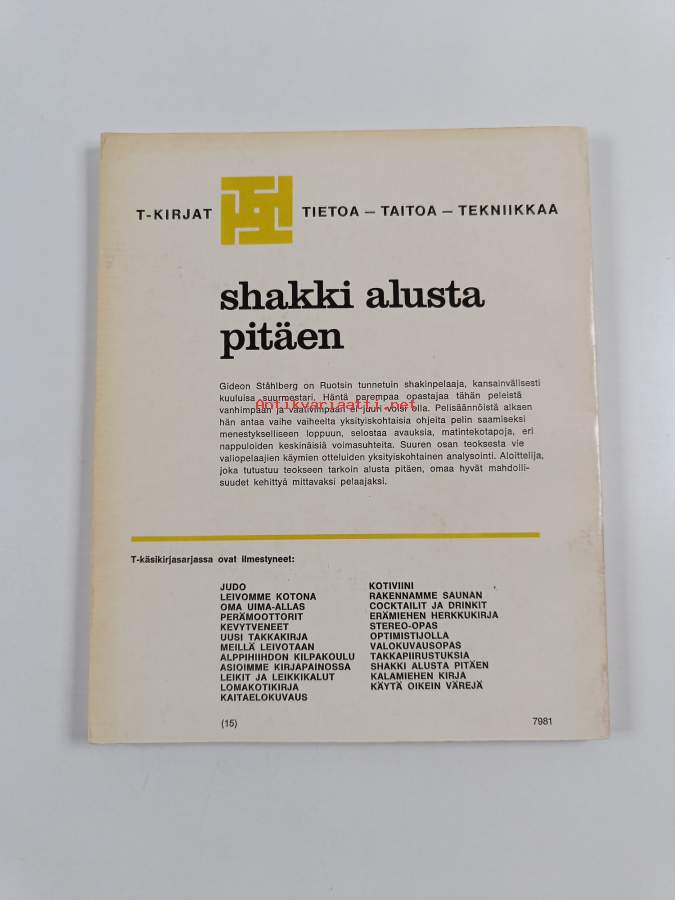 T-KIRJAT TIETOA — TAITOA — TEKNIIKKAA
shakki alusta
pitäen
Gideon Ståhlberg on Ruotsin tunnetuin shakinpelaaja, kansainvälisesti
kuuluisa suurmestari. Häntä parempaa opastajaa tähän peleistä
vanhimpaan ja vaativimpaan ei juuri voisi olla. Pelisäännöistä alkaen
Antikvariaatti.net
hän antaa vaihe vaiheelta yksityiskohtaisia ohjeita pelin saamiseksi
menestykselliseen loppuun, selostaa avauksia, matintekotapoja, eri
nappuloiden keskinäisiä voimasuhteita. Suuren osan teoksesta vie
valiopelaajien käymien otteluiden yksityiskohtainen analysointi. Aloittelija,
joka tutustuu teokseen tarkoin alusta pitäen, omaa hyvät mahdolli-
suudet kehittyä mittavaksi pelaajaksi.
T-käsikirjasarjassa ovat ilmestyneet:
JUDO
LEIVOMME KOTONA
OMA UIMA-ALLAS
PERÄMOOTTORIT
KEVYTVENEET
UUSI TAKKAKIRJA
MEILLÄ LEIVOTAAN
ALPPIHIIHDON KILPAKOULU
ASIOIMME KIRJAPAINOSSA
LEIKIT JA LEIKKIKALUT
LOMAKOTIKIRJA
KAITAELOKUVAUS
KOTIVIINI
RAKENNAMME SAUNAN
COCKTAILIT JA DRINKIT
ERÄMIEHEN HERKKUKIRJA
STEREO-OPAS
OPTIMISTIJOLLA
VALOKUVAUSOPAS
TAKKAPIIRUSTUKSIA
SHAKKI ALUSTA PITÄEN
KALAMIEHEN KIRJA
KÄYTÄ OIKEIN VÄREJÄ
(15) 7981